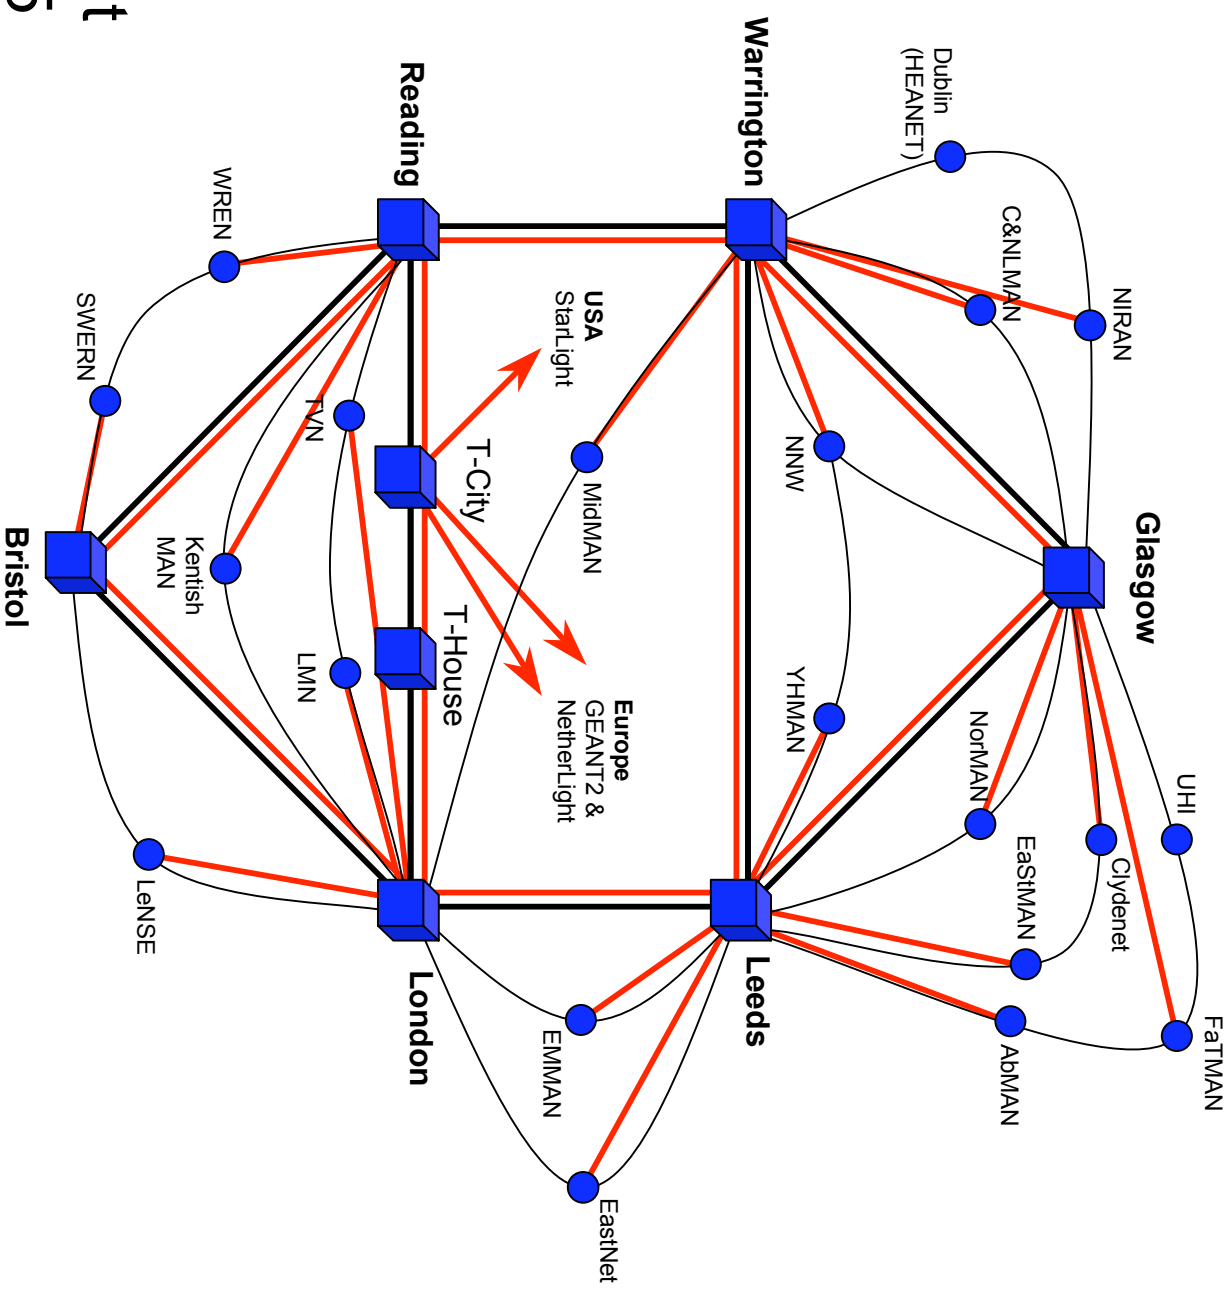 FaTMAN
UHI
Glasgow
NIRAN
Clydenet
EaStMAN
C&NLMAN
AbMAN
NorMAN
Dublin
(HEANET)
NNW
YHMAN
Warrington
Leeds
USA
StarLight
MidMAN
Europe
GEANT2 &
NetherLight
EastNet
EMMAN
T-City
T-House
Reading
London
TVN
LMN
WREN
Kentish
MAN
LeNSE
SWERN
Bristol